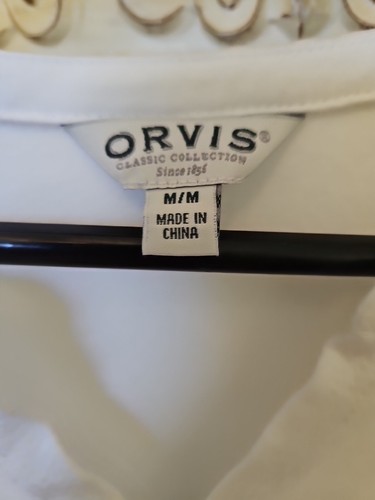 ORVIS®
CLASSIC COLLECTION
Since 1856
M/M
MADE IN
CHINA